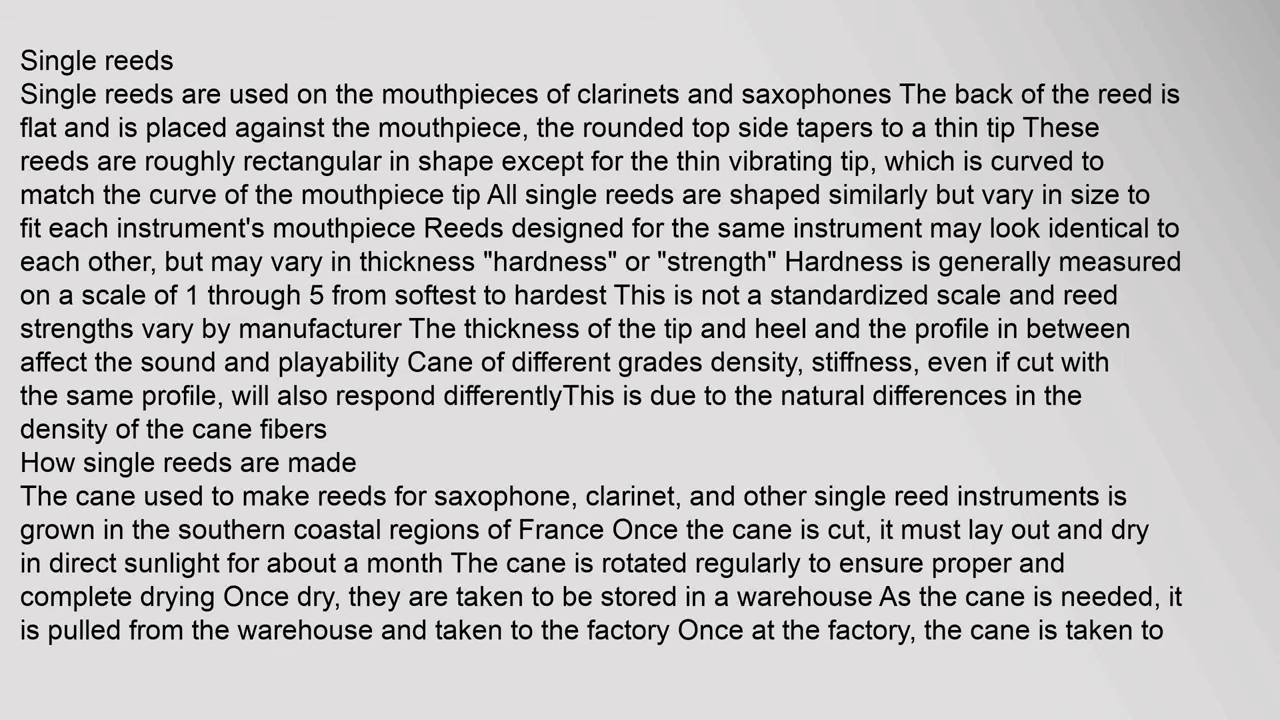 Single reeds
Single reeds are used on the mouthpieces of clarinets and saxophones The back of the reed is
flat and is placed against the mouthpiece, the rounded top side tapers to a thin tip These
reeds are roughly rectangular in shape except for the thin vibrating tip, which is curved to
match the curve of the mouthpiece tip All single reeds are shaped similarly but vary in size to
fit each instrument's mouthpiece Reeds designed for the same instrument may look identical to
each other, but may vary in thickness "hardness" or "strength" Hardness is generally measured
on a scale of 1 through 5 from softest to hardest This is not a standardized scale and reed
strengths vary by manufacturer The thickness of the tip and heel and the profile in between
affect the sound and playability Cane of different grades density, stiffness, even if cut with
the same profile, will also respond differentlyThis is due to the natural differences in the
density of the cane fibers
How single reeds are made
The cane used to make reeds for saxophone, clarinet, and other single reed instruments is
grown in the southern coastal regions of France Once the cane is cut, it must lay out and dry
in direct sunlight for about a month The cane is rotated regularly to ensure proper and
complete drying Once dry, they are taken to be stored in a warehouse As the cane is needed, it
is pulled from the warehouse and taken to the factory Once at the factory, the cane is taken to